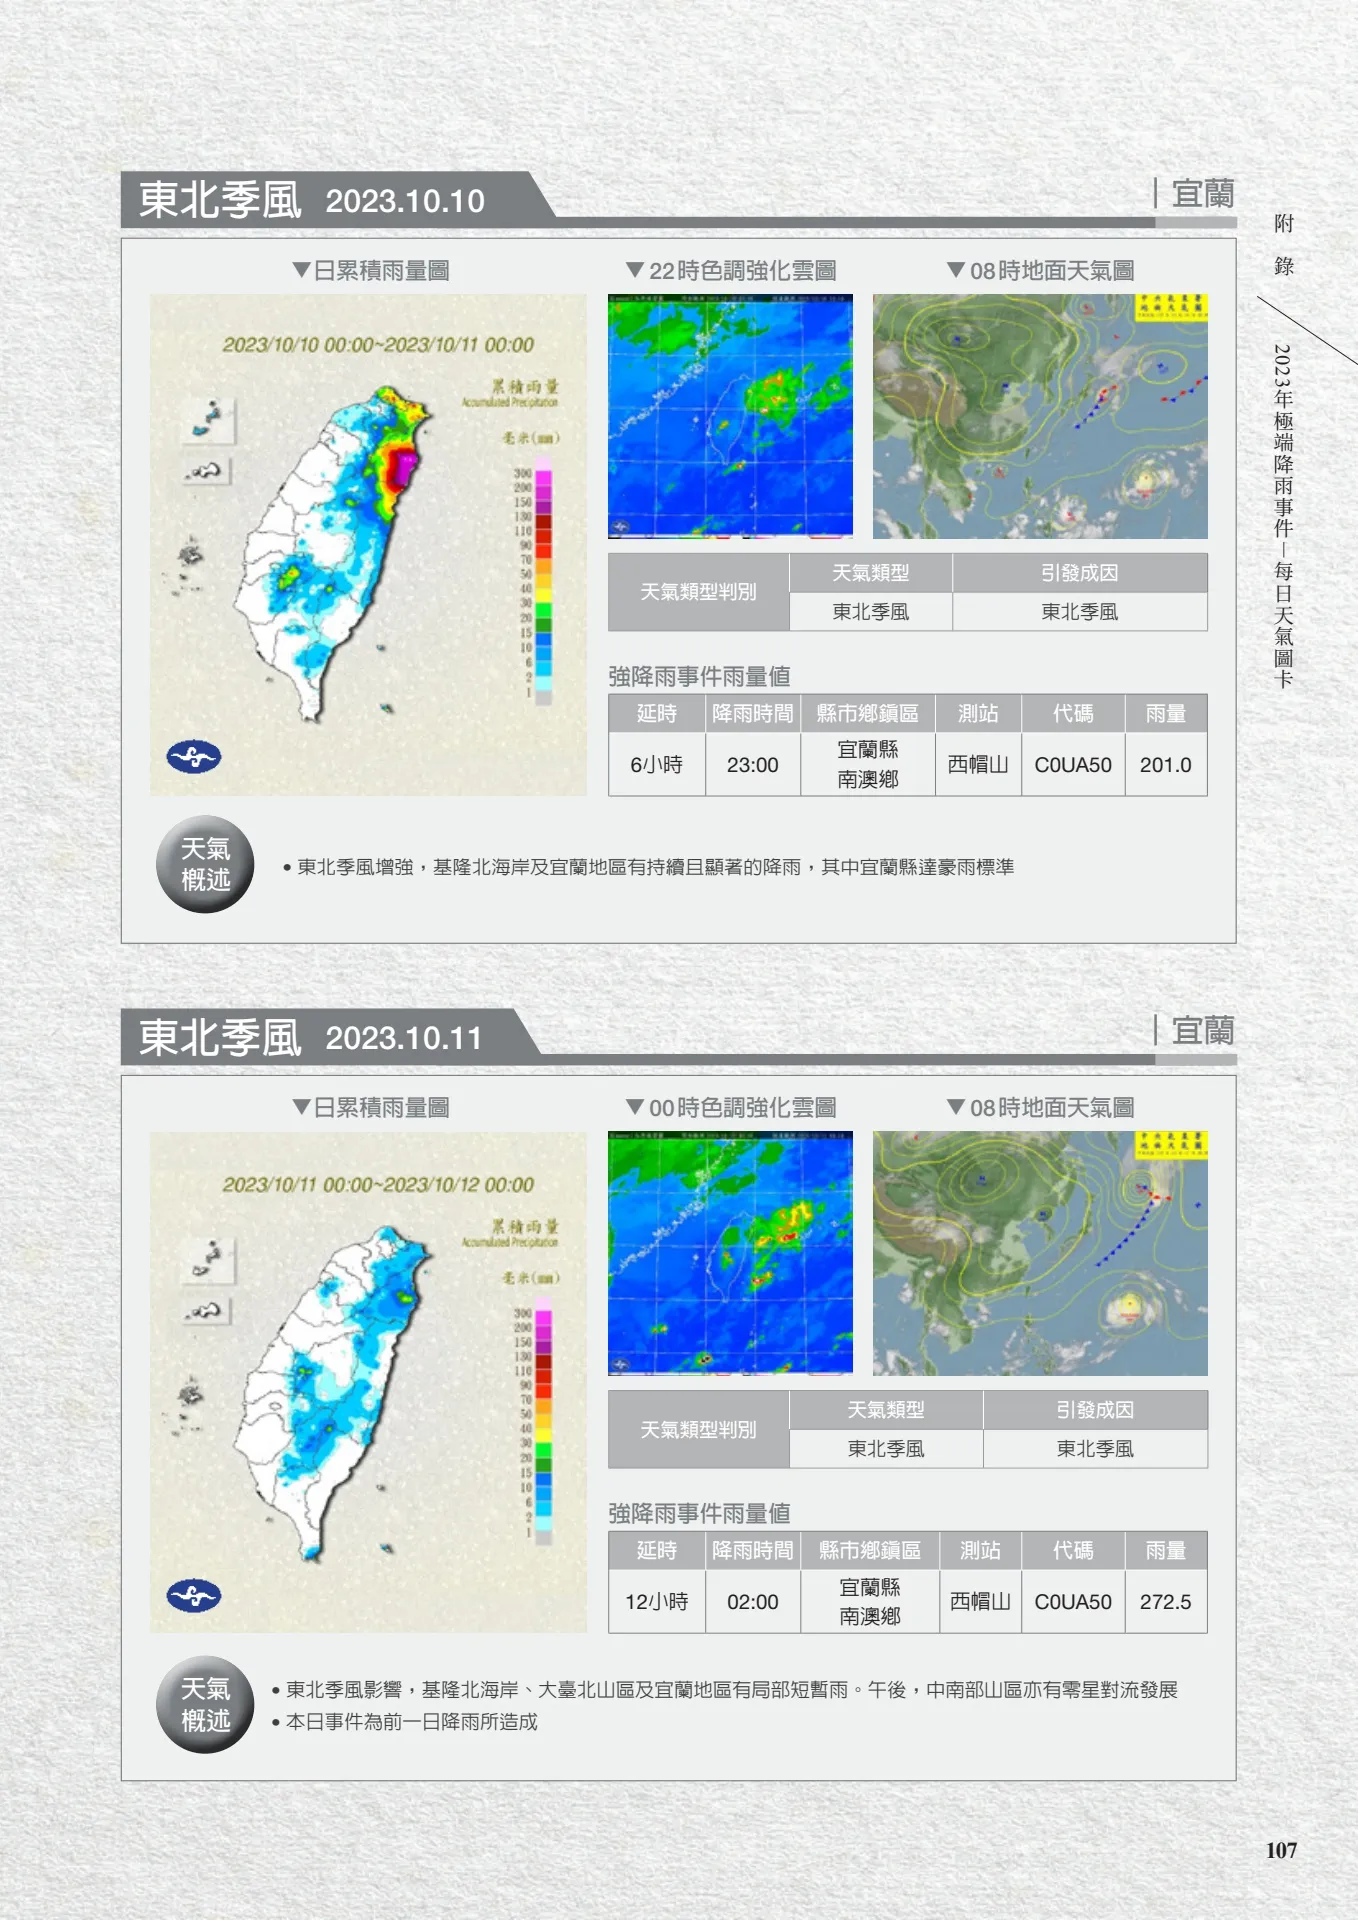 東北季風 2023.10.10
宜蘭
▼日累積雨量圖
▼22時色調強化雲圖
▼08時地面天氣圖
2023/10/10 00:00~2023/10/11 00:00
累積雨量
Accumulated Precipitation
毫米(mm)
300
200
150
130
110
90
70
50
40
30
20
15
10
6
2
1
天氣類型判別
天氣類型
引發成因
東北季風
東北季風
強降雨事件雨量值
延時 降雨時間 縣市鄉鎮區 測站 代碼 雨量
6小時 23:00 宜蘭縣南澳鄉 西帽山 C0UA50 201.0
天氣
概述
• 東北季風增強,基隆北海岸及宜蘭地區有持續且顯著的降雨,其中宜蘭縣達豪雨標準
東北季風 2023.10.11
宜蘭
▼日累積雨量圖
▼00時色調強化雲圖
▼08時地面天氣圖
2023/10/11 00:00~2023/10/12 00:00
累積雨量
Accumulated Precipitation
毫米(mm)
300
200
150
130
110
90
70
50
40
30
20
15
10
6
2
1
天氣類型判別
天氣類型
引發成因
東北季風
東北季風
強降雨事件雨量值
延時 降雨時間 縣市鄉鎮區 測站 代碼 雨量
12小時 02:00 宜蘭縣南澳鄉 西帽山 C0UA50 272.5
天氣
概述
• 東北季風影響,基隆北海岸、大臺北山區及宜蘭地區有局部短暫雨。午後,中南部山區亦有零星對流發展
• 本日事件為前一日降雨所造成
附錄
2023年極端降雨事件—每日天氣圖卡
107